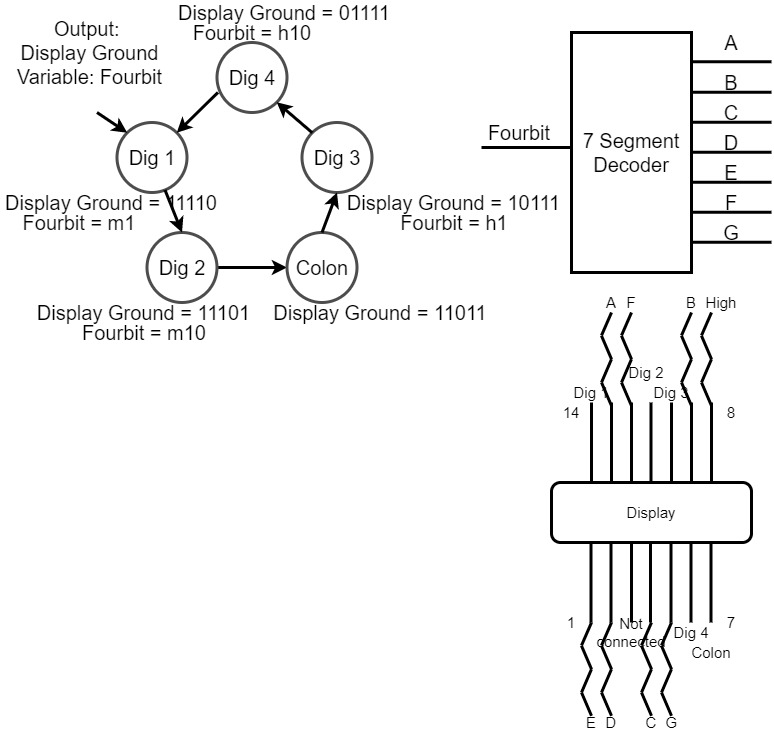 Output:
Display Ground
Variable: Fourbit
Display Ground = 01111
Fourbit = h10
Dig 4
Dig 1
Dig 3
Display Ground = 11110
Fourbit = m1
Display Ground = 10111
Fourbit = h1
Dig 2
Colon
Display Ground = 11101
Fourbit = m10
Display Ground = 11011
Fourbit
7 Segment
Decoder
A
B
C
D
E
F
G
A F B High
Dig 2
Dig 1 Dig 3
14 8
Display
1 7
Not
connected
Dig 4
Colon
E D C G